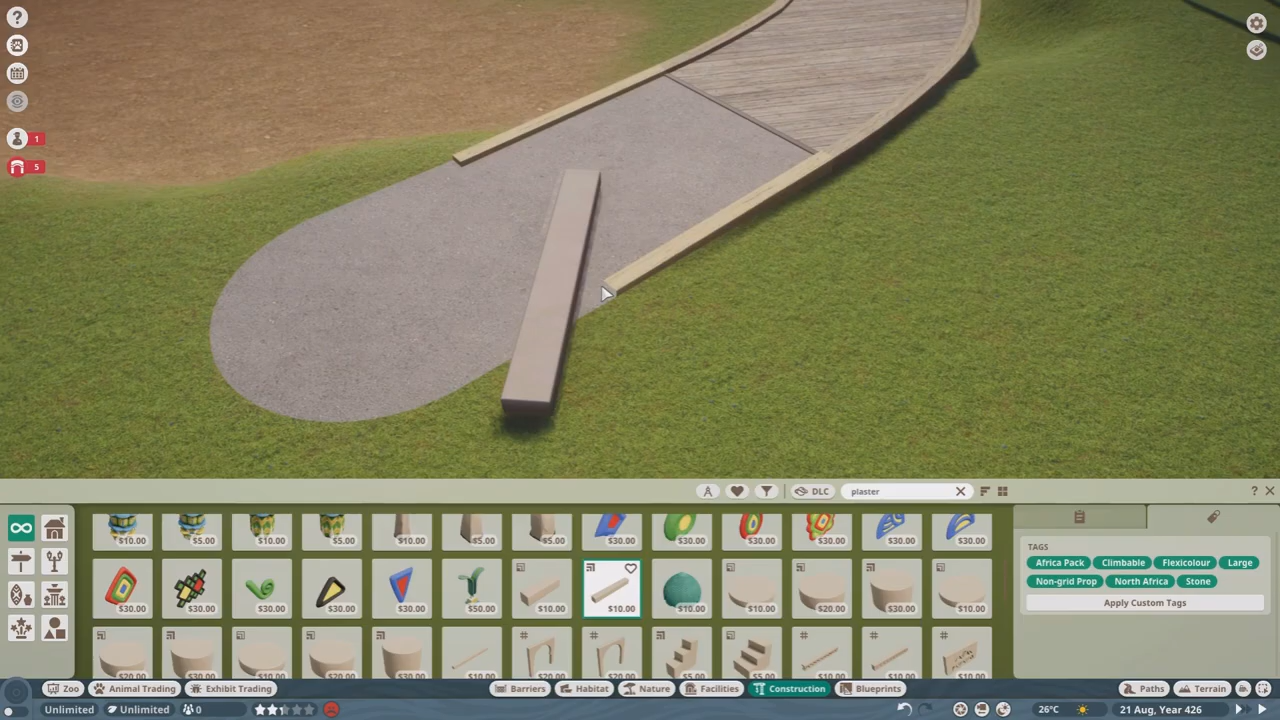 ?
1
5
DLC
plaster
?
$10.00 $5.00 $10.00 $5.00 $10.00 $5.00 $5.00 $30.00 $30.00 $30.00 $30.00 $30.00 $30.00
$30.00 $30.00 $30.00 $30.00 $30.00 $50.00 $10.00 $10.00 $10.00 $10.00 $20.00 $30.00 $10.00
TAGS
Africa Pack Climbable Flexicolour Large
Non-grid Prop North Africa Stone
Apply Custom Tags
Zoo Animal Trading Exhibit Trading Barriers Habitat Nature Facilities Construction Blueprints Paths Terrain
Unlimited Unlimited 0 26°C 21 Aug, Year 426